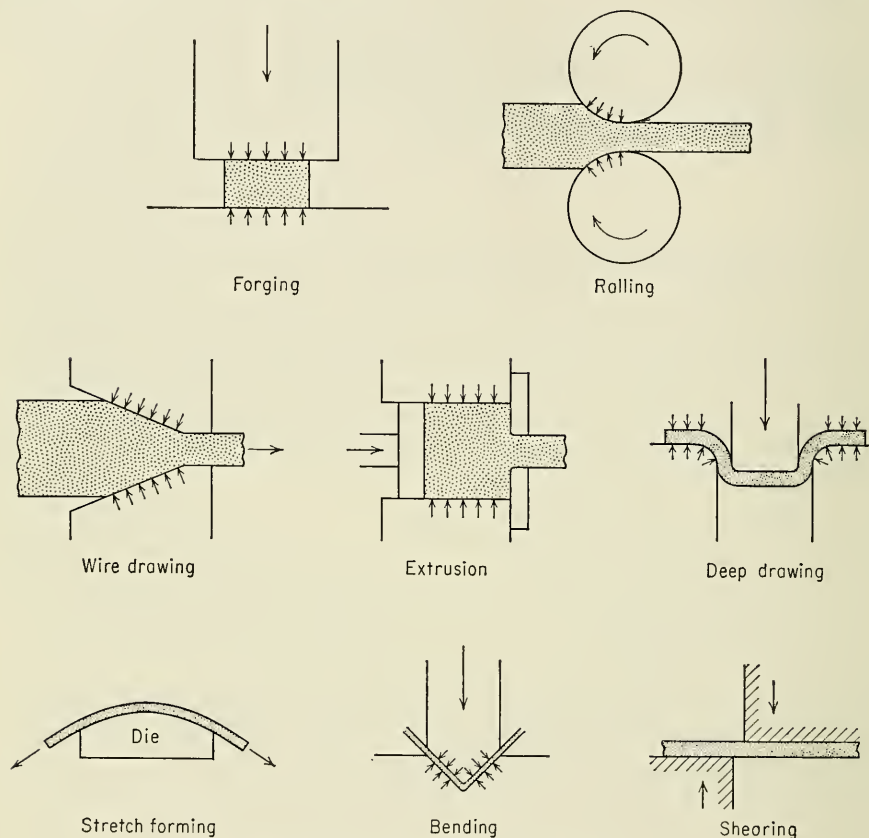 Forging
Rolling
Wire drawing
Extrusion
Deep drawing
Die
Stretch forming
Bending
Shearing